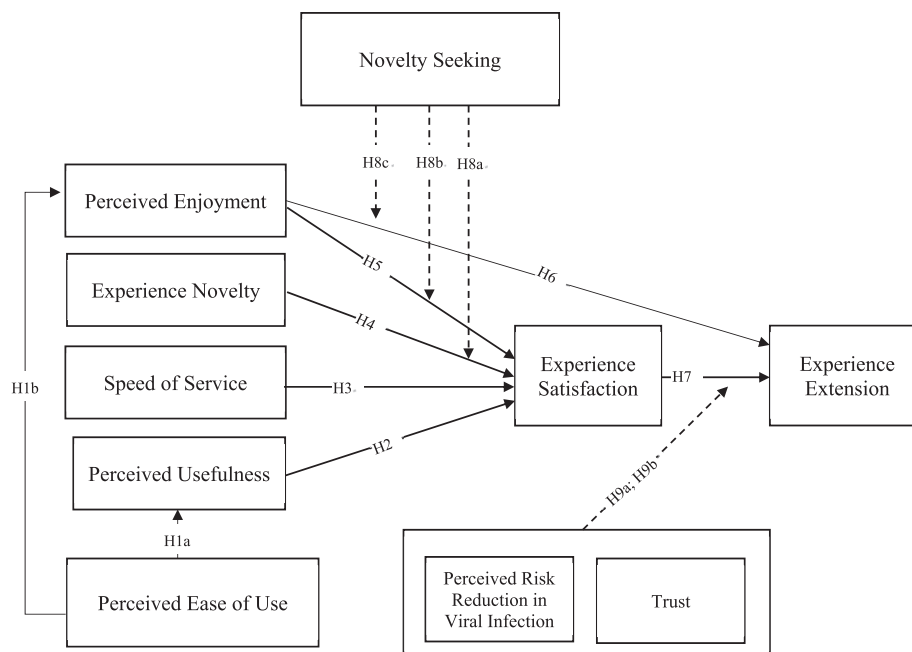 Novelty Seeking
H8c
H8b
H8a
Perceived Enjoyment
H5
H6
Experience Novelty
H4
Experience
Satisfaction
H7
Experience
Extension
H1b
Speed of Service
H3
Perceived Usefulness
H2
H9a; H9b
H1a
Perceived Ease of Use
Perceived Risk
Reduction in
Viral Infection
Trust